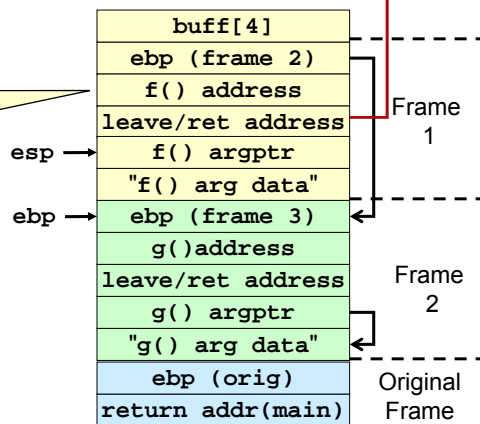 buff[4]
ebp (frame 2)
f() address
leave/ret address
esp
f() argptr
"f() arg data"
ebp
ebp (frame 3)
g()address
leave/ret address
g() argptr
"g() arg data"
ebp (orig)
return addr(main)
Frame
1
Frame
2
Original
Frame